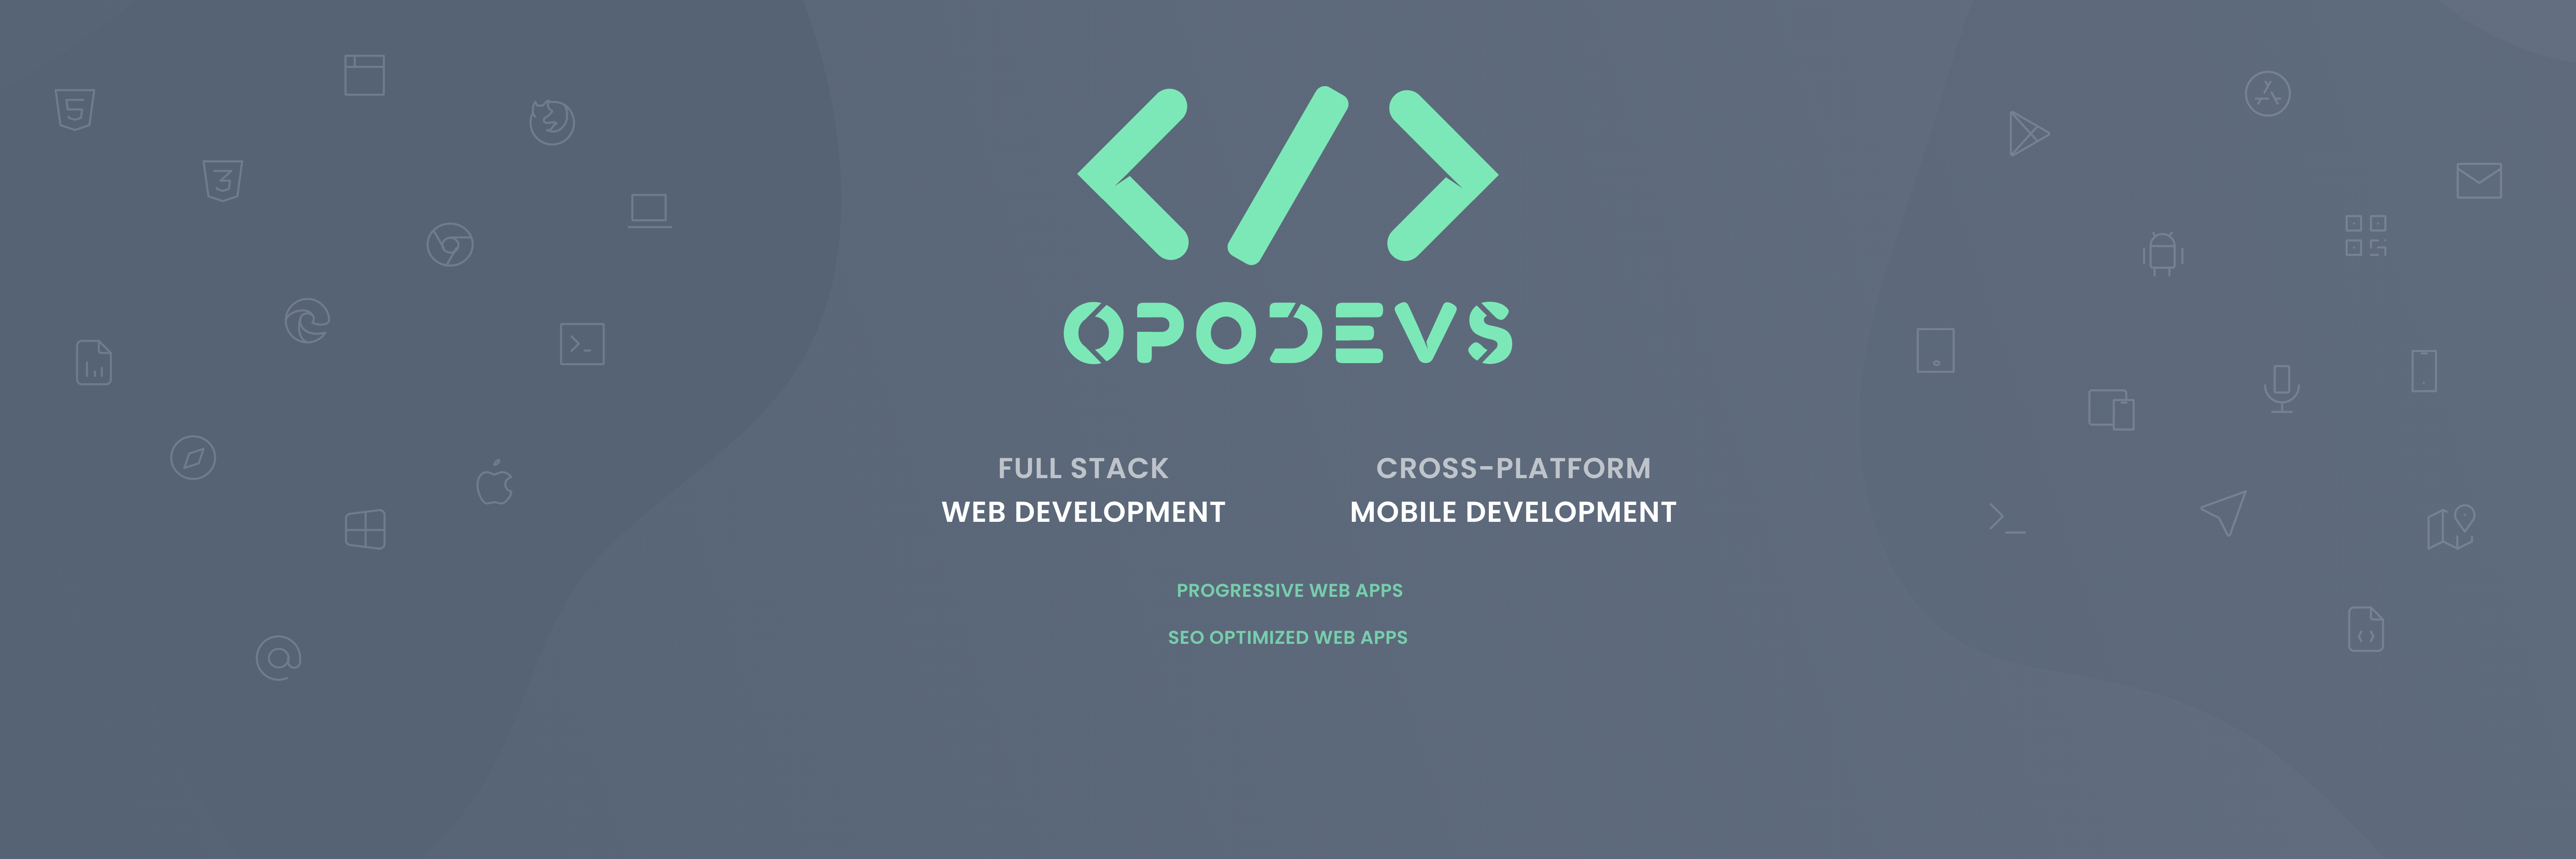 </>
OPODEVS
FULL STACK
WEB DEVELOPMENT
CROSS-PLATFORM
MOBILE DEVELOPMENT
PROGRESSIVE WEB APPS
SEO OPTIMIZED WEB APPS